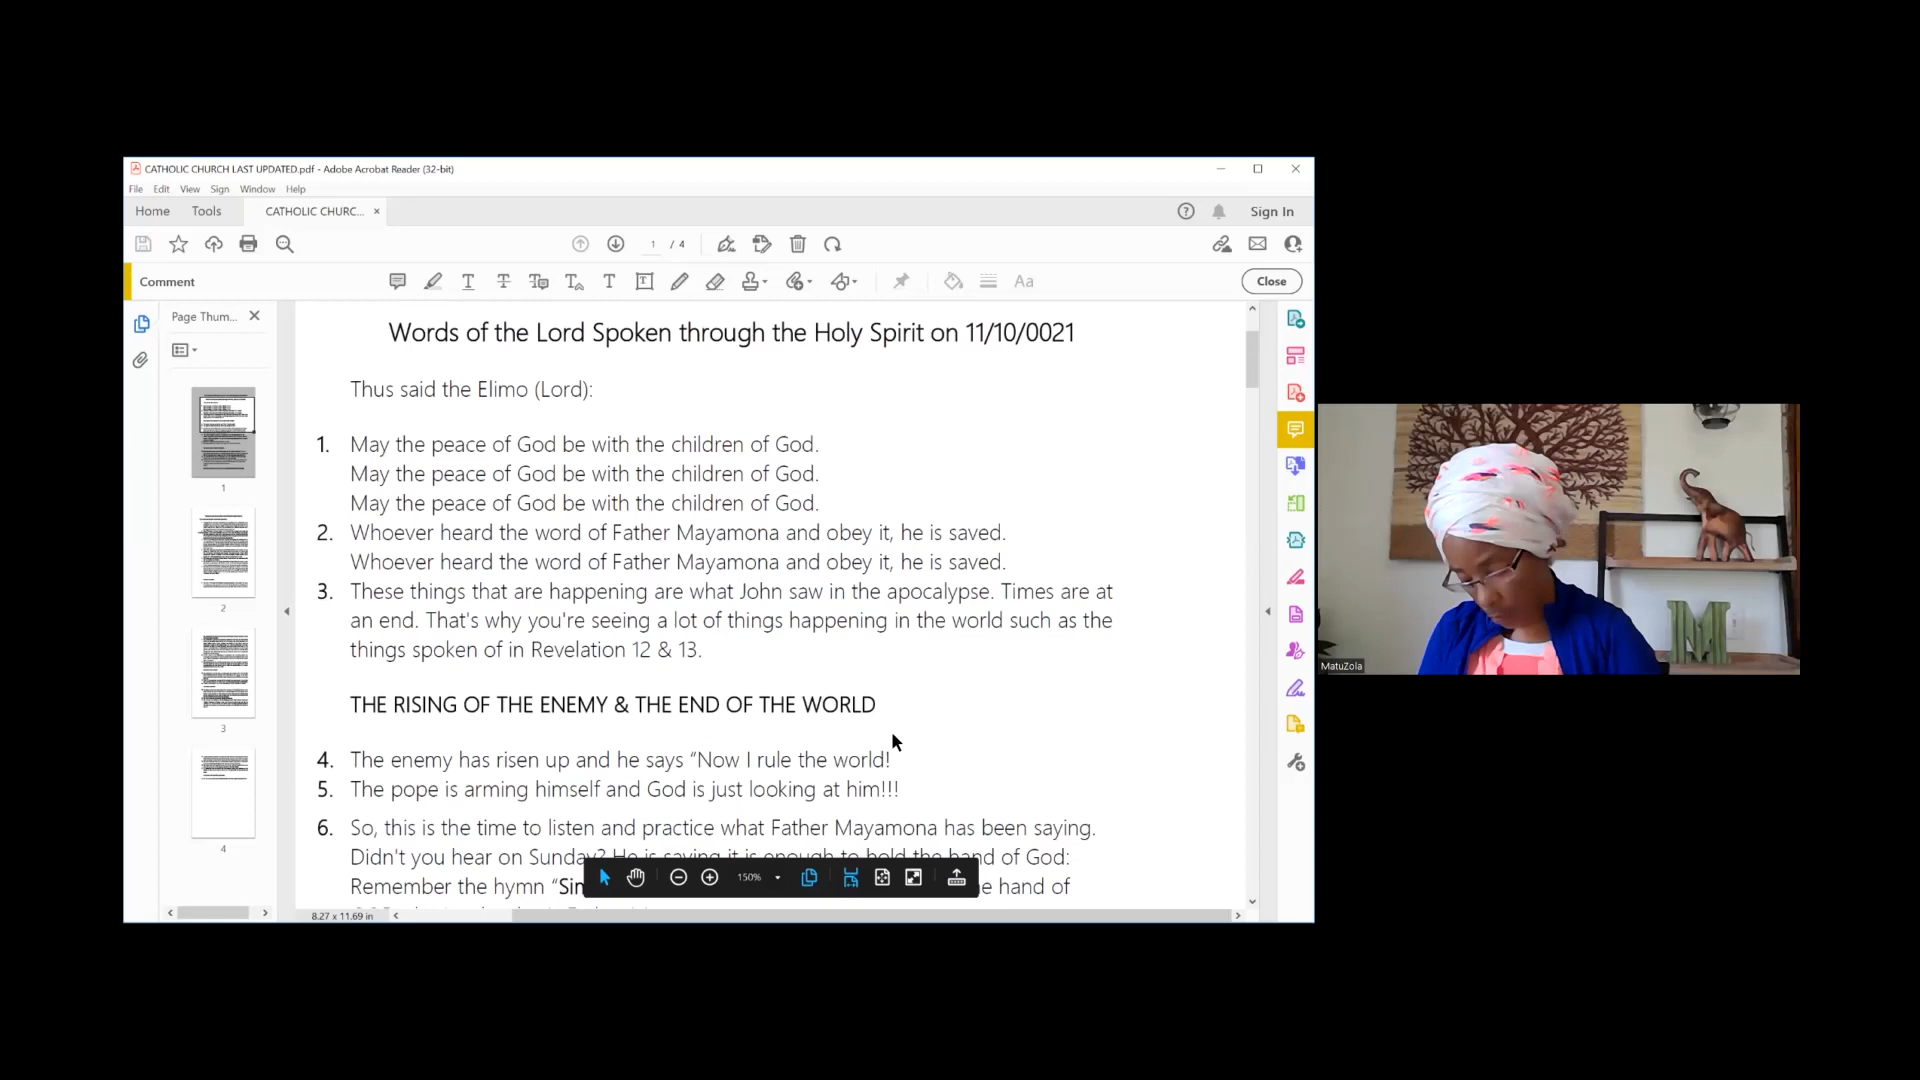 CATHOLIC CHURCH LAST UPDATED.pdf - Adobe Acrobat Reader (32-bit)
File Edit View Sign Window Help
Home Tools CATHOLIC CHURC... × Sign In
1 / 4
Comment Close
Page Thum...
Words of the Lord Spoken through the Holy Spirit on 11/10/0021
Thus said the Elimo (Lord):
1. May the peace of God be with the children of God.
May the peace of God be with the children of God.
May the peace of God be with the children of God.
2. Whoever heard the word of Father Mayamona and obey it, he is saved.
Whoever heard the word of Father Mayamona and obey it, he is saved.
3. These things that are happening are what John saw in the apocalypse. Times are at
an end. That's why you're seeing a lot of things happening in the world such as the
things spoken of in Revelation 12 & 13.
THE RISING OF THE ENEMY & THE END OF THE WORLD
4. The enemy has risen up and he says “Now I rule the world!
5. The pope is arming himself and God is just looking at him!!!
6. So, this is the time to listen and practice what Father Mayamona has been saying.
Didn't you hear on Sunday? He is saying it is enough to hold the hand of God:
Remember the hymn “Sin e hand of
150%
8.27 x 11.69 in
1
2
3
4
MatuZola
M